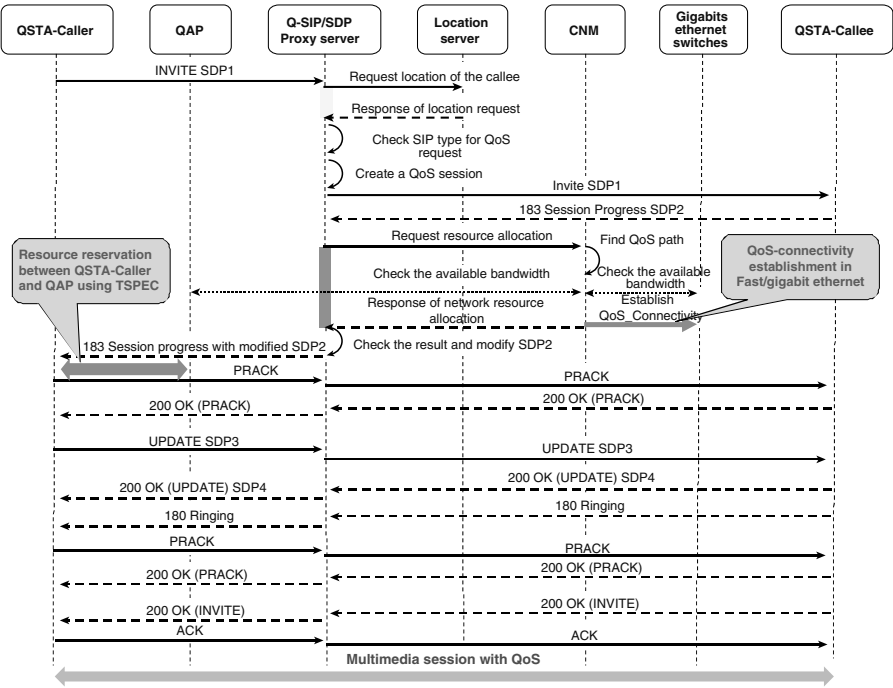 QSTA-Caller
QAP
Q-SIP/SDP
Proxy server
Location
server
CNM
Gigabits
ethernet
switches
QSTA-Callee
INVITE SDP1
Request location of the callee
Response of location request
Check SIP type for QoS
request
Create a QoS session
Invite SDP1
183 Session Progress SDP2
Request resource allocation
Find QoS path
Resource reservation
between QSTA-Caller
and QAP using TSPEC
QoS-connectivity
establishment in
Fast/gigabit ethernet
Check the available bandwidth
Check the available
bandwidth
Response of network resource
allocation
Establish
QoS_Connectivity
183 Session progress with modified SDP2
Check the result and modify SDP2
PRACK
PRACK
200 OK (PRACK)
200 OK (PRACK)
UPDATE SDP3
UPDATE SDP3
200 OK (UPDATE) SDP4
200 OK (UPDATE) SDP4
180 Ringing
180 Ringing
PRACK
PRACK
200 OK (PRACK)
200 OK (PRACK)
200 OK (INVITE)
200 OK (INVITE)
ACK
ACK
Multimedia session with QoS